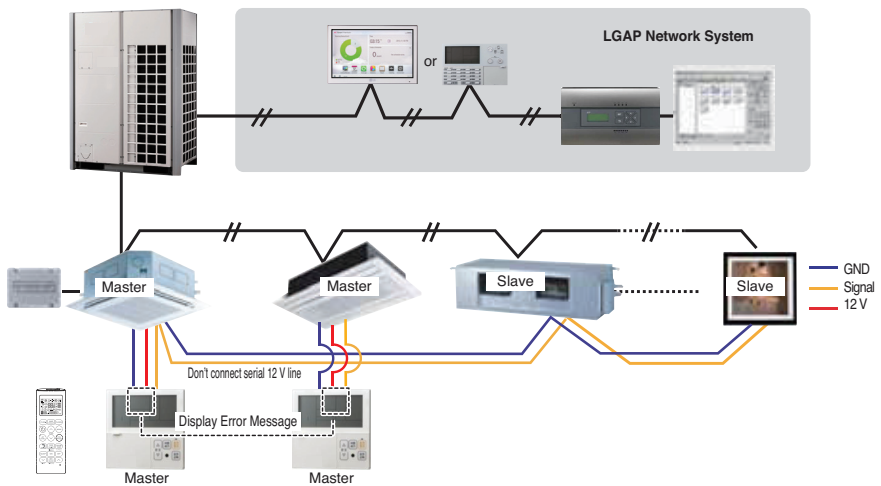 LGAP Network System
or
Master
Master
Slave
Slave
GND
Signal
12 V
Don't connect serial 12 V line
Display Error Message
Master
Master